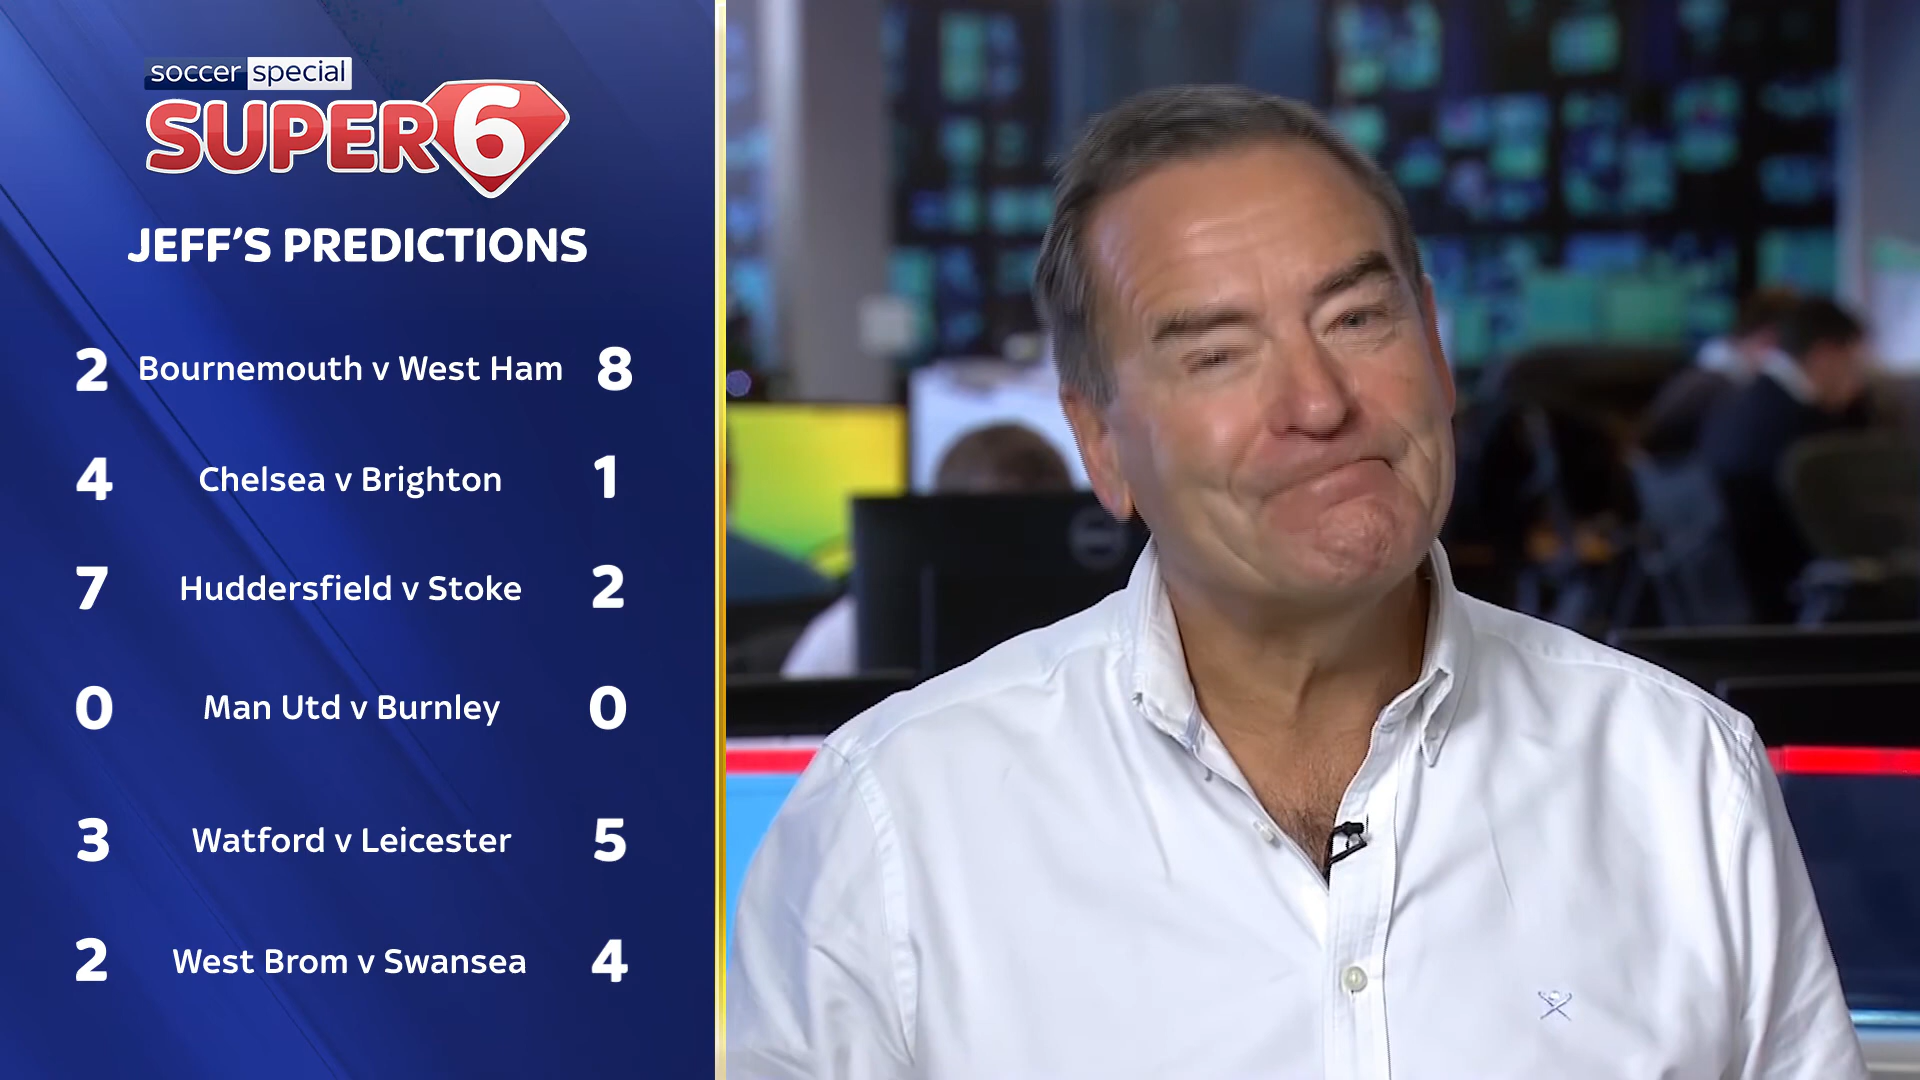 soccer special
SUPER 6
JEFF'S PREDICTIONS
2 Bournemouth v West Ham 8
4 Chelsea v Brighton 1
7 Huddersfield v Stoke 2
0 Man Utd v Burnley 0
3 Watford v Leicester 5
2 West Brom v Swansea 4